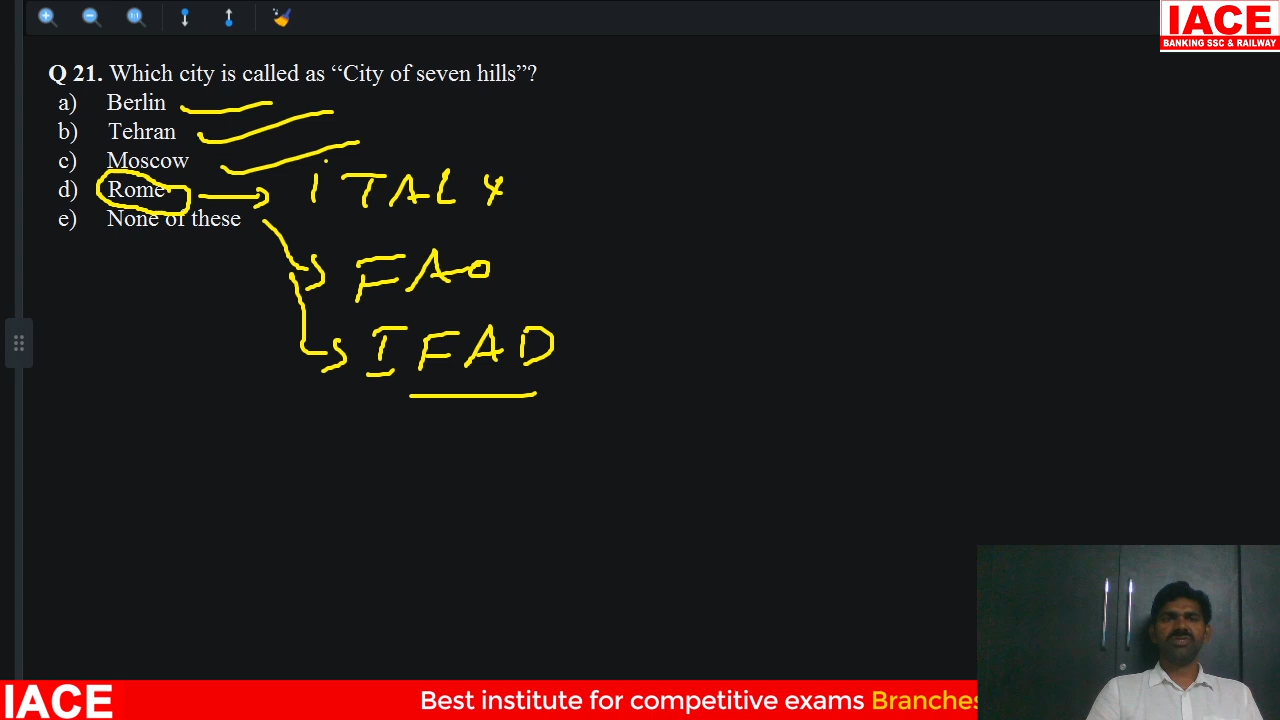 IACE
BANKING SSC & RAILWAY
Q 21. Which city is called as “City of seven hills”?
a) Berlin
b) Tehran
c) Moscow
d) Rome → ITALY
e) None of these
FAO
IFAD
IACE
Best institute for competitive exams Branches